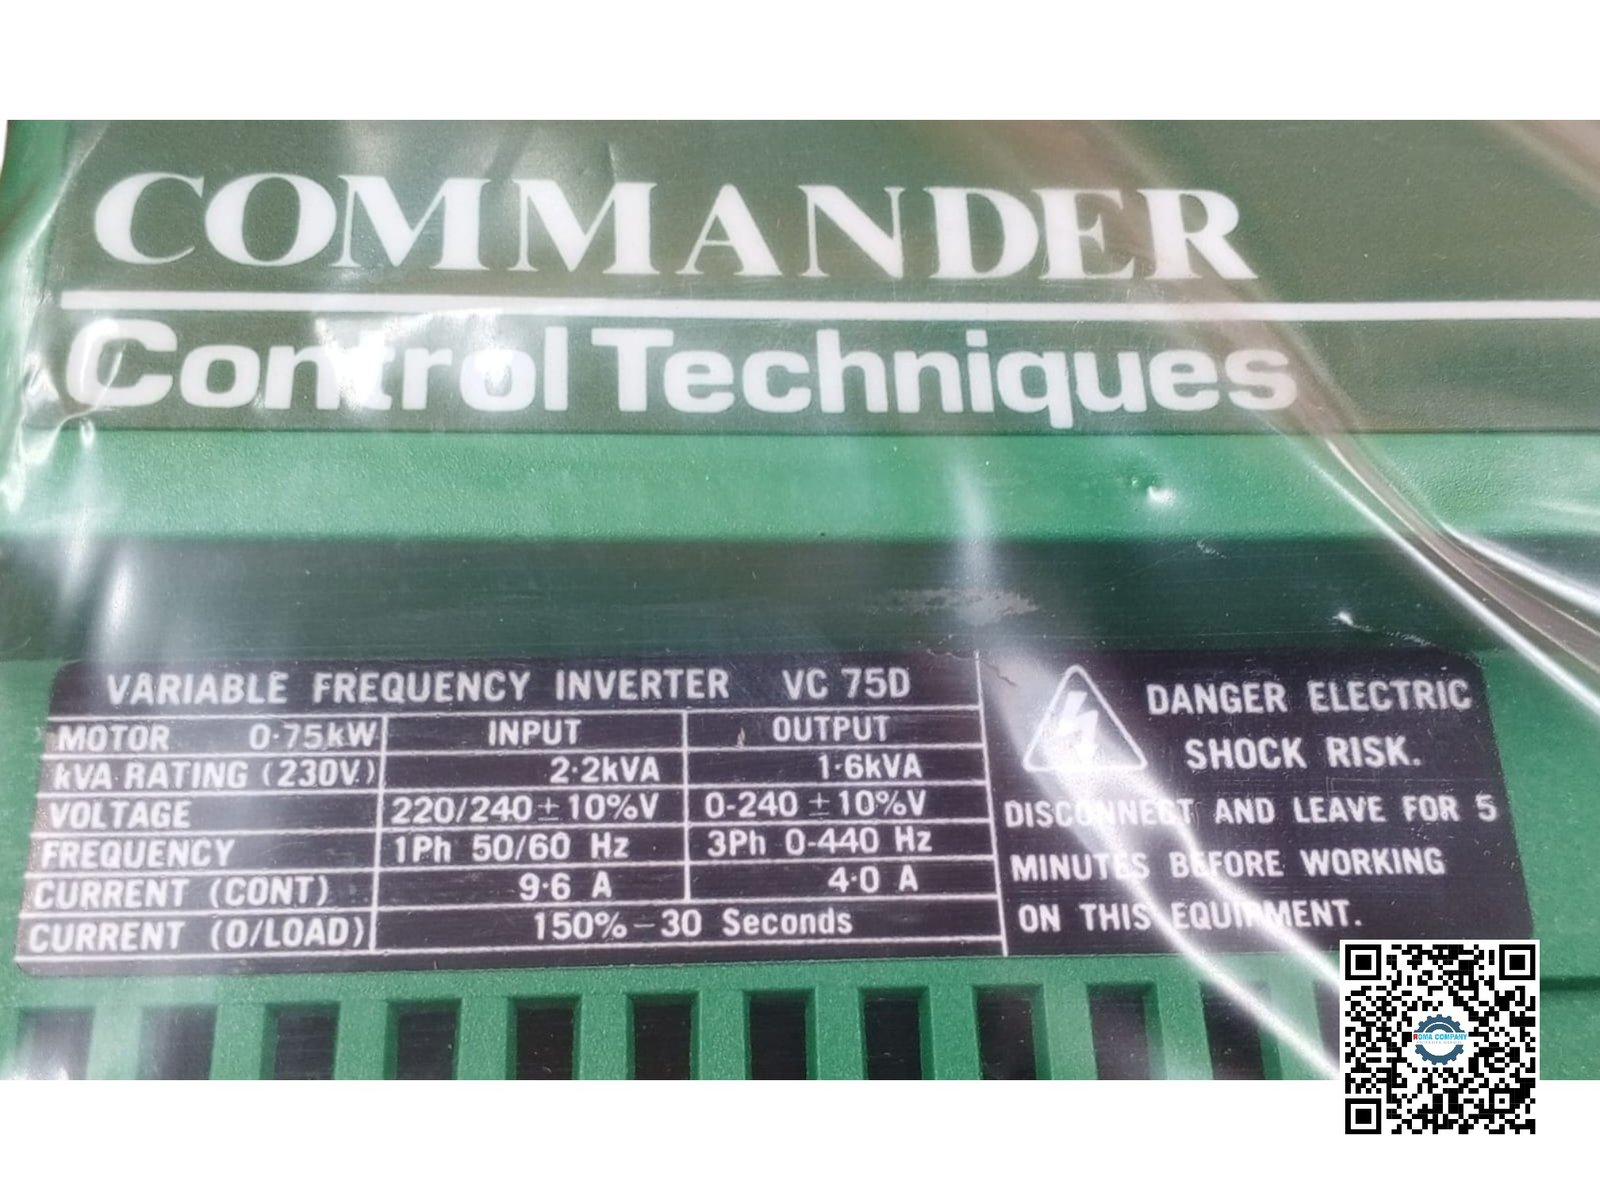 COMMANDER
Control Techniques
VARIABLE FREQUENCY INVERTER VC 75D
MOTOR 0·75kW INPUT OUTPUT
kVA RATING (230V.) 2·2kVA 1·6kVA
VOLTAGE 220/240 ± 10%V 0-240 ± 10%V
FREQUENCY 1Ph 50/60 Hz 3Ph 0-440 Hz
CURRENT (CONT) 9·6 A 4·0 A
CURRENT (O/LOAD) 150% – 30 Seconds
DANGER ELECTRIC
SHOCK RISK.
DISCONNECT AND LEAVE FOR 5
MINUTES BEFORE WORKING
ON THIS EQUIPMENT.
ROMA COMPANY